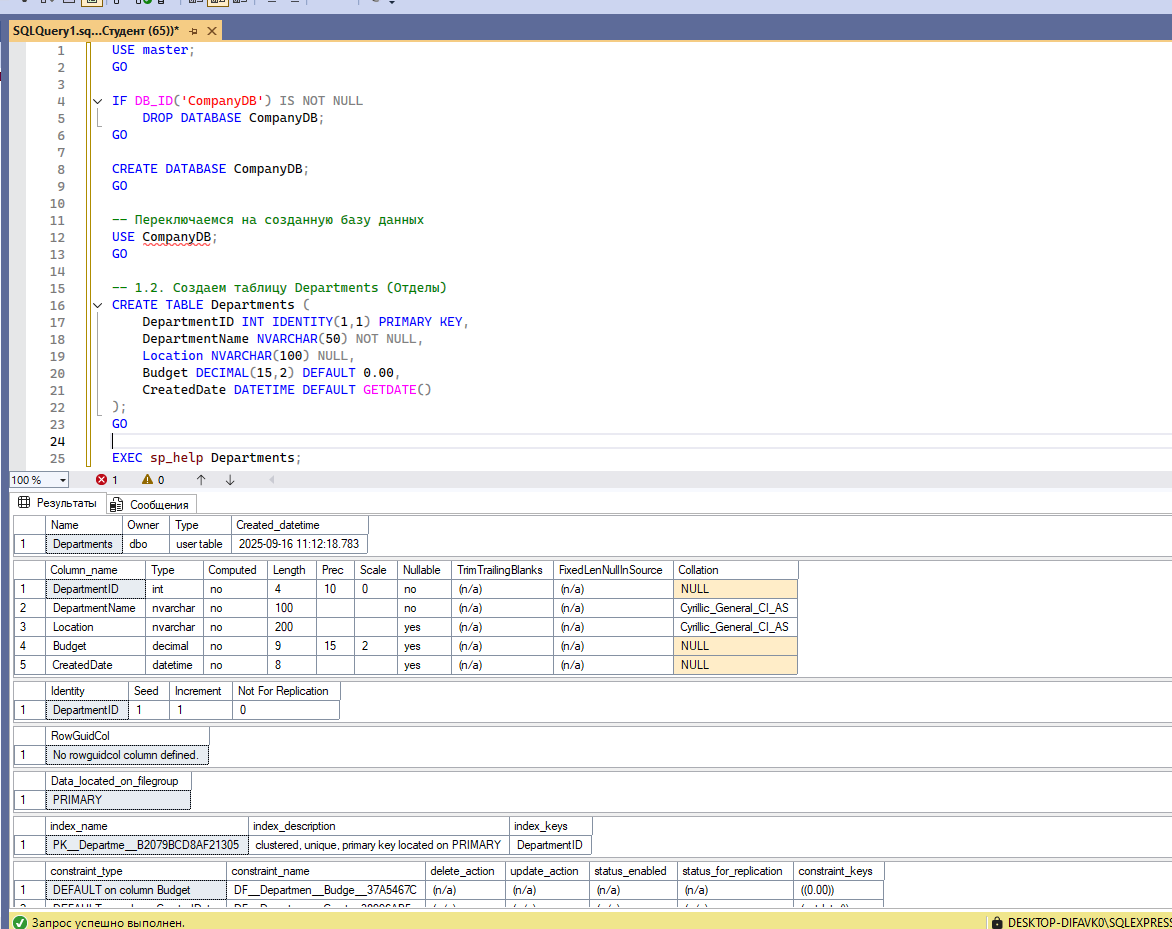 SQLQuery1.sq...Студент (65))*
1 USE master;
2 GO
3
4 IF DB_ID('CompanyDB') IS NOT NULL
5 DROP DATABASE CompanyDB;
6 GO
7
8 CREATE DATABASE CompanyDB;
9 GO
10
11 -- Переключаемся на созданную базу данных
12 USE CompanyDB;
13 GO
14
15 -- 1.2. Создаем таблицу Departments (Отделы)
16 CREATE TABLE Departments (
17 DepartmentID INT IDENTITY(1,1) PRIMARY KEY,
18 DepartmentName NVARCHAR(50) NOT NULL,
19 Location NVARCHAR(100) NULL,
20 Budget DECIMAL(15,2) DEFAULT 0.00,
21 CreatedDate DATETIME DEFAULT GETDATE()
22 );
23 GO
24
25 EXEC sp_help Departments;
100 % 1 0
Результаты Сообщения
Name Owner Type Created_datetime
1 Departments dbo user table 2025-09-16 11:12:18.783
Column_name Type Computed Length Prec Scale Nullable TrimTrailingBlanks FixedLenNullInSource Collation
1 DepartmentID int no 4 10 0 no (n/a) (n/a) NULL
2 DepartmentName nvarchar no 100 no (n/a) (n/a) Cyrillic_General_CI_AS
3 Location nvarchar no 200 yes (n/a) (n/a) Cyrillic_General_CI_AS
4 Budget decimal no 9 15 2 yes (n/a) (n/a) NULL
5 CreatedDate datetime no 8 yes (n/a) (n/a) NULL
Identity Seed Increment Not For Replication
1 DepartmentID 1 1 0
RowGuidCol
1 No rowguidcol column defined.
Data_located_on_filegroup
1 PRIMARY
index_name index_description index_keys
1 PK__Departme__B2079BCD8AF21305 clustered, unique, primary key located on PRIMARY DepartmentID
constraint_type constraint_name delete_action update_action status_enabled status_for_replication constraint_keys
1 DEFAULT on column Budget DF__Departmen__Budge__37A5467C (n/a) (n/a) (n/a) (n/a) ((0.00))
Запрос успешно выполнен. DESKTOP-DIFAVK0\SQLEXPRESS